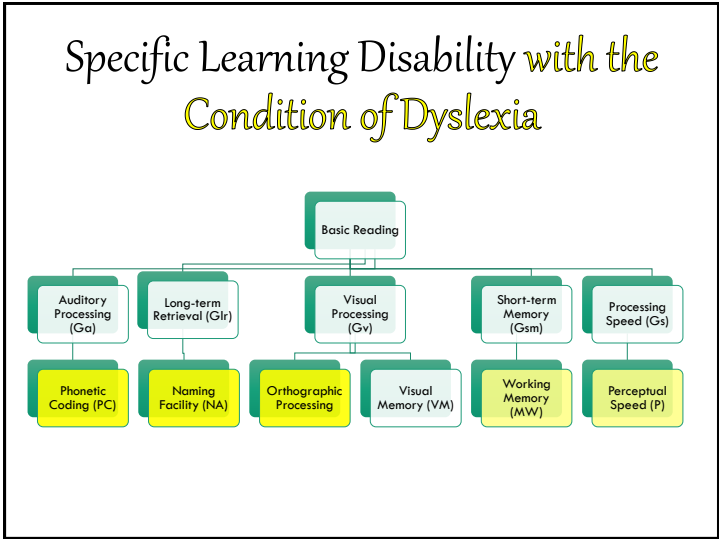 Specific Learning Disability with the
Condition of Dyslexia
Basic Reading
Auditory
Processing
(Ga)
Long-term
Retrieval (Glr)
Visual
Processing
(Gv)
Short-term
Memory
(Gsm)
Processing
Speed (Gs)
Phonetic
Coding (PC)
Naming
Facility (NA)
Orthographic
Processing
Visual
Memory (VM)
Working
Memory
(MW)
Perceptual
Speed (P)